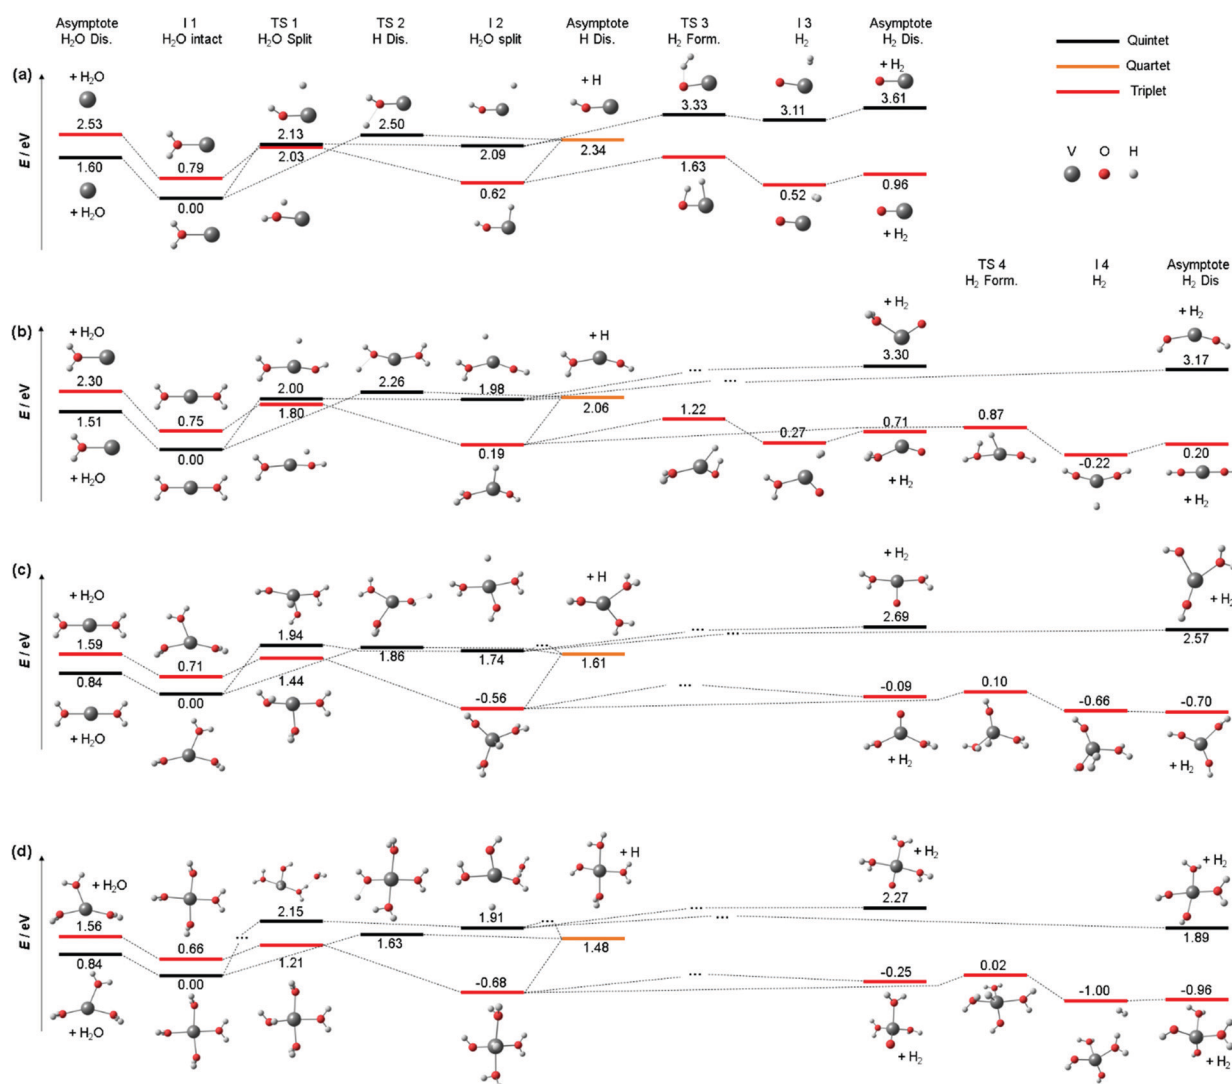 Asymptote I 1 TS 1 TS 2 I 2 Asymptote TS 3 I 3 Asymptote
H₂O Dis. H₂O intact H₂O Split H Dis. H₂O split H Dis. H₂ Form. H₂ H₂ Dis.
Quintet
Quartet
Triplet
V O H
(a)
E / eV
+ H₂O + H + H₂
2.53 0.79 2.13 2.50 3.33 3.11 3.61
1.60 0.00 2.03 2.09 2.34 1.63 0.96
0.62 0.52
+ H₂O + H₂
TS 4 I 4 Asymptote
H₂ Form. H₂ H₂ Dis
(b)
E / eV
+ H₂O + H + H₂ + H₂
2.30 0.75 2.00 2.26 1.98 ... ... 3.30 3.17
1.51 0.00 1.80 0.19 2.06 1.22 0.27 0.71 0.87 -0.22 0.20
+ H₂O + H₂ + H₂
(c)
E / eV
+ H₂O + H + H₂ + H₂
1.59 0.71 1.94 1.86 1.74 ... 1.61 ... ... 2.69 2.57
0.84 0.00 1.44 -0.56 ... -0.09 0.10 -0.66 -0.70
+ H₂O + H₂ + H₂
(d)
E / eV
+ H₂O + H + H₂ + H₂
1.56 0.66 ... 2.15 1.63 1.91 ... 1.48 ... ... 2.27 1.89
0.84 0.00 1.21 -0.68 ... -0.25 0.02 -1.00 -0.96
+ H₂O + H₂ + H₂